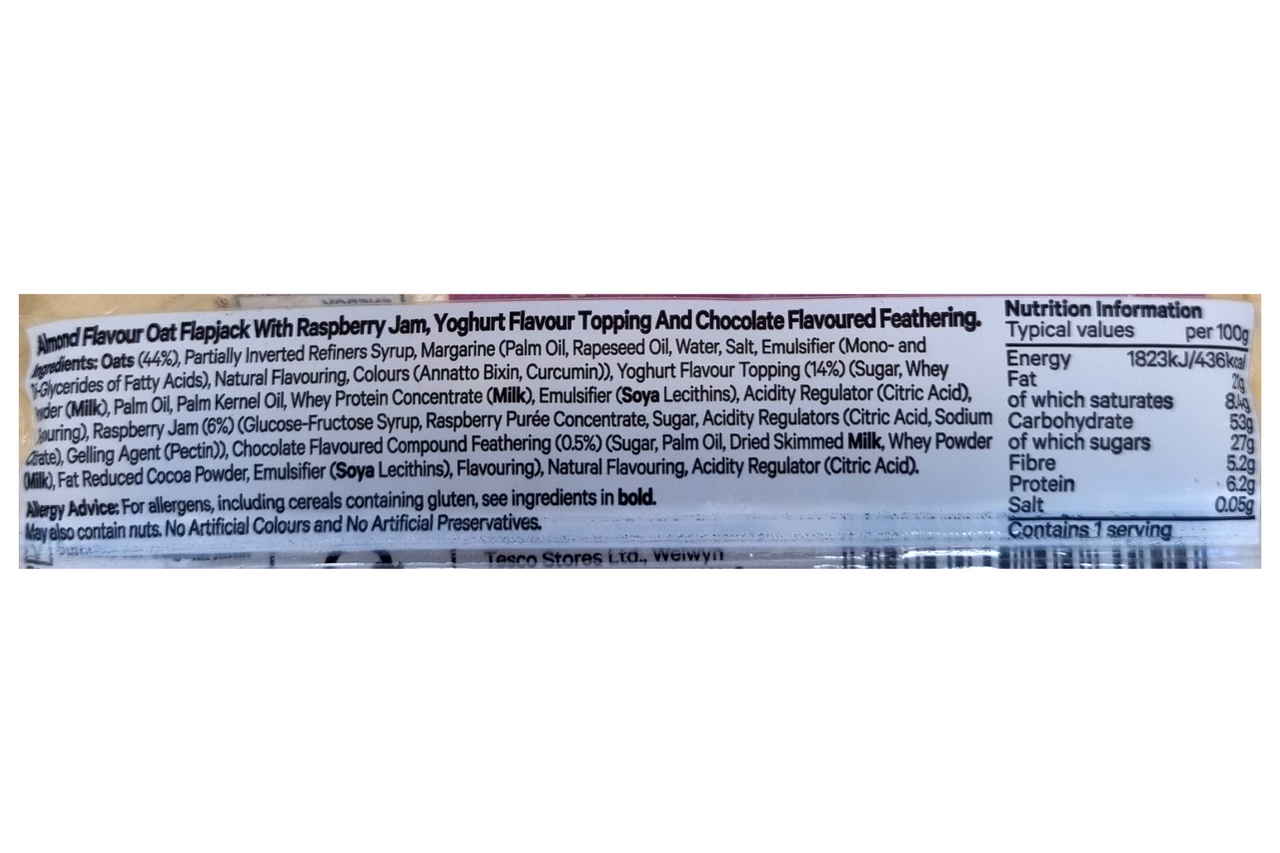 Almond Flavour Oat Flapjack With Raspberry Jam, Yoghurt Flavour Topping And Chocolate Flavoured Feathering.
Ingredients: Oats (44%), Partially Inverted Refiners Syrup, Margarine (Palm Oil, Rapeseed Oil, Water, Salt, Emulsifier (Mono- and
Di-Glycerides of Fatty Acids), Natural Flavouring, Colours (Annatto Bixin, Curcumin)), Yoghurt Flavour Topping (14%) (Sugar, Whey
Powder (Milk), Palm Oil, Palm Kernel Oil, Whey Protein Concentrate (Milk), Emulsifier (Soya Lecithins), Acidity Regulator (Citric Acid),
Flavouring), Raspberry Jam (6%) (Glucose-Fructose Syrup, Raspberry Purée Concentrate, Sugar, Acidity Regulators (Citric Acid, Sodium
Citrate), Gelling Agent (Pectin)), Chocolate Flavoured Compound Feathering (0.5%) (Sugar, Palm Oil, Dried Skimmed Milk, Whey Powder
(Milk), Fat Reduced Cocoa Powder, Emulsifier (Soya Lecithins), Flavouring), Natural Flavouring, Acidity Regulator (Citric Acid).
Allergy Advice: For allergens, including cereals containing gluten, see ingredients in bold.
May also contain nuts. No Artificial Colours and No Artificial Preservatives.
Tesco Stores Ltd., Welwyn
Nutrition Information
Typical values per 100g
Energy 1823kJ/436kcal
Fat 21g
of which saturates 8.4g
Carbohydrate 53g
of which sugars 27g
Fibre 5.2g
Protein 6.2g
Salt 0.05g
Contains 1 serving